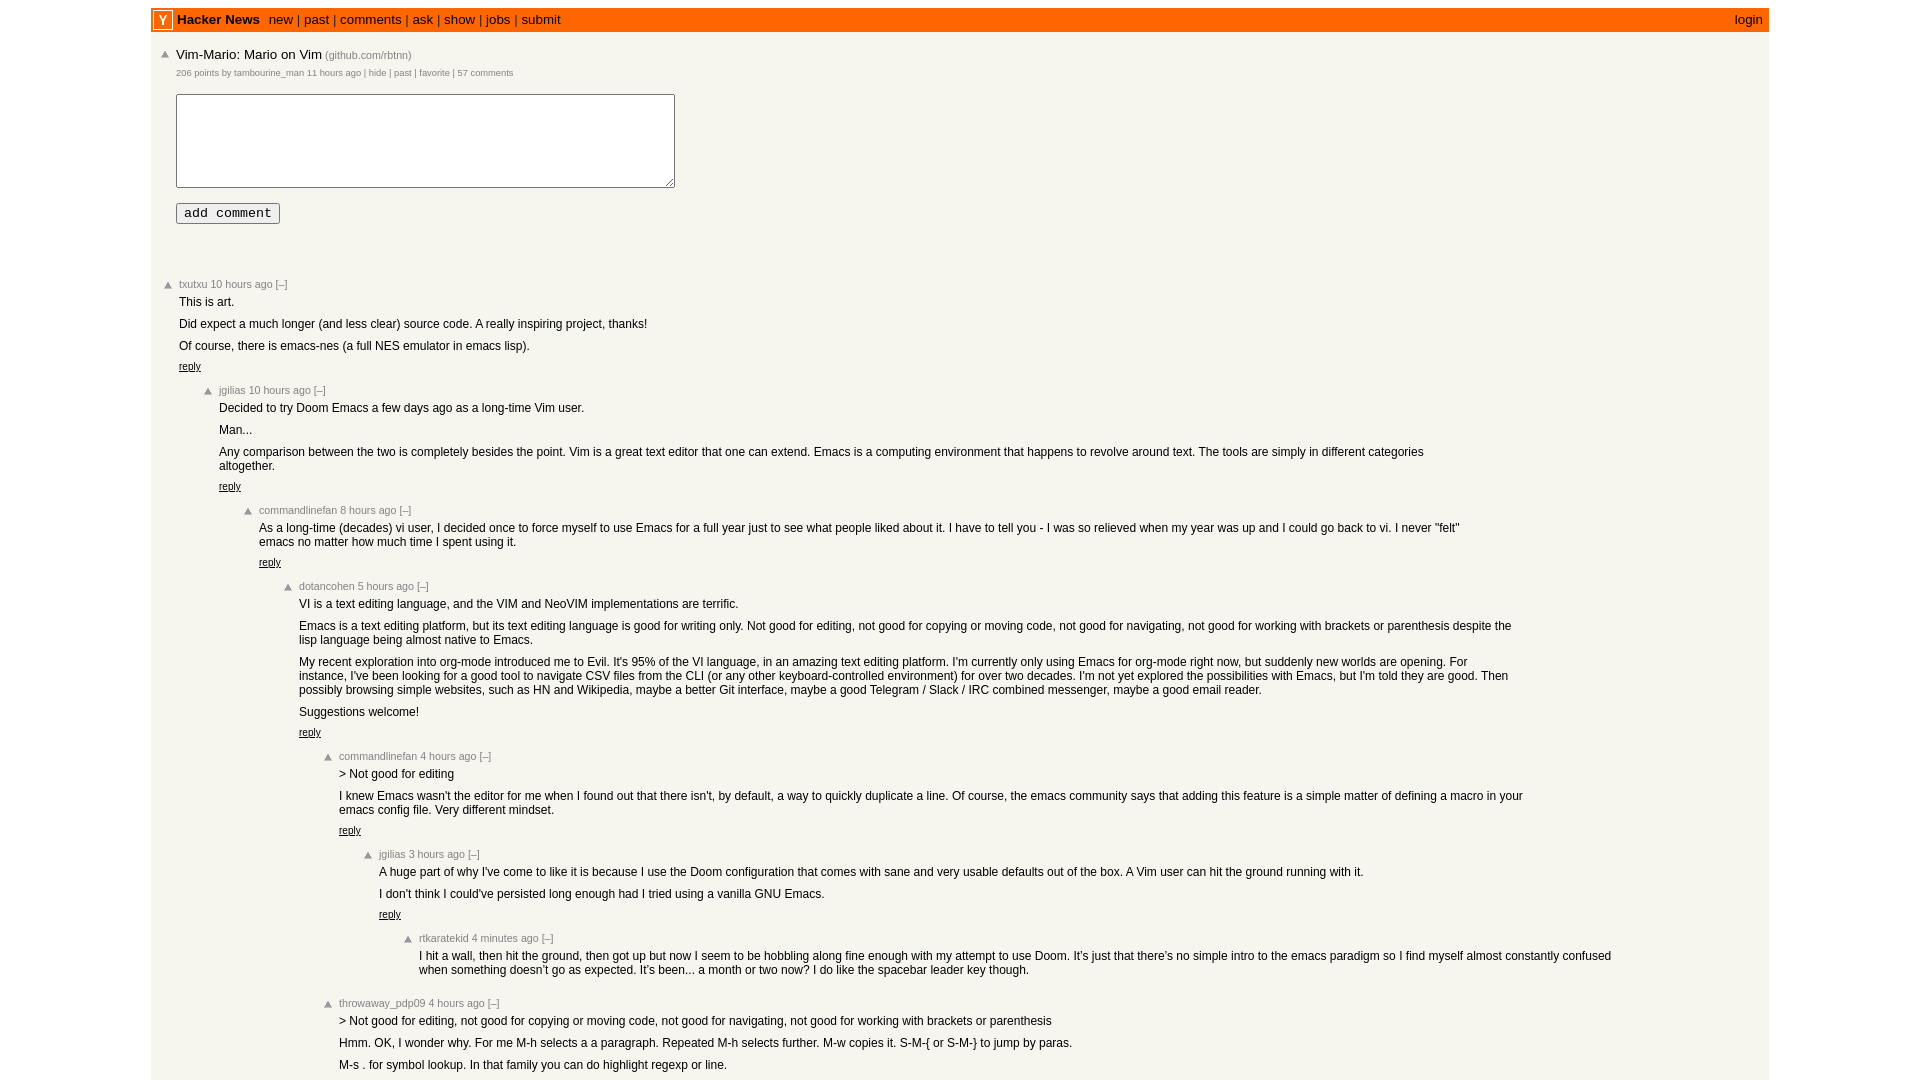 Y Hacker News new | past | comments | ask | show | jobs | submit login
Vim-Mario: Mario on Vim (github.com/rbtnn)
206 points by tambourine_man 11 hours ago | hide | past | favorite | 57 comments
add comment
txutxu 10 hours ago [–]
This is art.
Did expect a much longer (and less clear) source code. A really inspiring project, thanks!
Of course, there is emacs-nes (a full NES emulator in emacs lisp).
reply
jgilias 10 hours ago [–]
Decided to try Doom Emacs a few days ago as a long-time Vim user.
Man...
Any comparison between the two is completely besides the point. Vim is a great text editor that one can extend. Emacs is a computing environment that happens to revolve around text. The tools are simply in different categories
altogether.
reply
commandlinefan 8 hours ago [–]
As a long-time (decades) vi user, I decided once to force myself to use Emacs for a full year just to see what people liked about it. I have to tell you - I was so relieved when my year was up and I could go back to vi. I never "felt"
emacs no matter how much time I spent using it.
reply
dotancohen 5 hours ago [–]
VI is a text editing language, and the VIM and NeoVIM implementations are terrific.
Emacs is a text editing platform, but its text editing language is good for writing only. Not good for editing, not good for copying or moving code, not good for navigating, not good for working with brackets or parenthesis despite the
lisp language being almost native to Emacs.
My recent exploration into org-mode introduced me to Evil. It's 95% of the VI language, in an amazing text editing platform. I'm currently only using Emacs for org-mode right now, but suddenly new worlds are opening. For
instance, I've been looking for a good tool to navigate CSV files from the CLI (or any other keyboard-controlled environment) for over two decades. I'm not yet explored the possibilities with Emacs, but I'm told they are good. Then
possibly browsing simple websites, such as HN and Wikipedia, maybe a better Git interface, maybe a good Telegram / Slack / IRC combined messenger, maybe a good email reader.
Suggestions welcome!
reply
commandlinefan 4 hours ago [–]
> Not good for editing
I knew Emacs wasn't the editor for me when I found out that there isn't, by default, a way to quickly duplicate a line. Of course, the emacs community says that adding this feature is a simple matter of defining a macro in your
emacs config file. Very different mindset.
reply
jgilias 3 hours ago [–]
A huge part of why I've come to like it is because I use the Doom configuration that comes with sane and very usable defaults out of the box. A Vim user can hit the ground running with it.
I don't think I could've persisted long enough had I tried using a vanilla GNU Emacs.
reply
rtkaratekid 4 minutes ago [–]
I hit a wall, then hit the ground, then got up but now I seem to be hobbling along fine enough with my attempt to use Doom. It’s just that there’s no simple intro to the emacs paradigm so I find myself almost constantly confused
when something doesn’t go as expected. It’s been... a month or two now? I do like the spacebar leader key though.
throwaway_pdp09 4 hours ago [–]
> Not good for editing, not good for copying or moving code, not good for navigating, not good for working with brackets or parenthesis
Hmm. OK, I wonder why. For me M-h selects a a paragraph. Repeated M-h selects further. M-w copies it. S-M-{ or S-M-} to jump by paras.
M-s . for symbol lookup. In that family you can do highlight regexp or line.